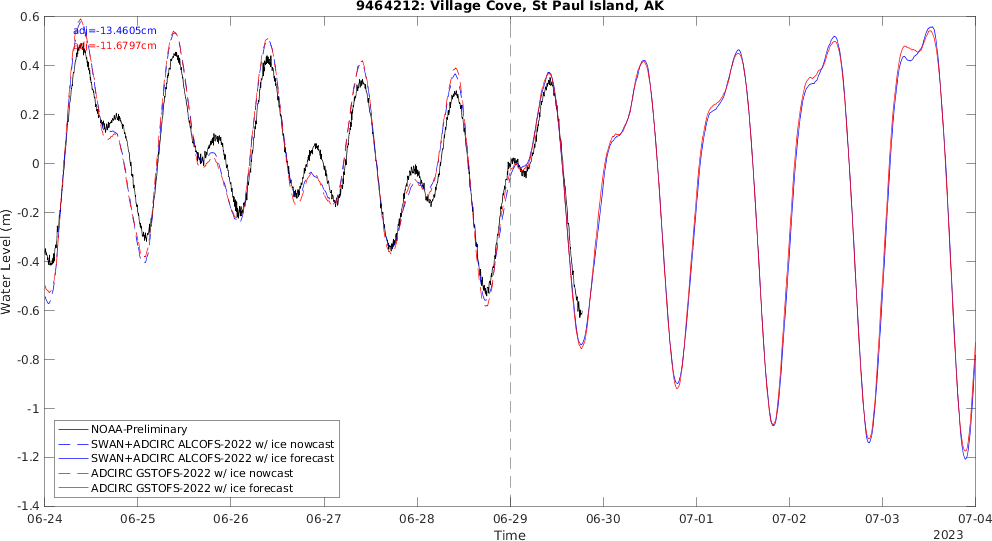 9464212: Village Cove, St Paul Island, AK
adj=-13.4605cm
adj=-11.6797cm
0.6
0.4
0.2
0
-0.2
-0.4
-0.6
-0.8
-1
-1.2
-1.4
Water Level (m)
NOAA-Preliminary
SWAN+ADCIRC ALCOFS-2022 w/ ice nowcast
SWAN+ADCIRC ALCOFS-2022 w/ ice forecast
ADCIRC GSTOFS-2022 w/ ice nowcast
ADCIRC GSTOFS-2022 w/ ice forecast
06-24 06-25 06-26 06-27 06-28 06-29 06-30 07-01 07-02 07-03 07-04
Time
2023